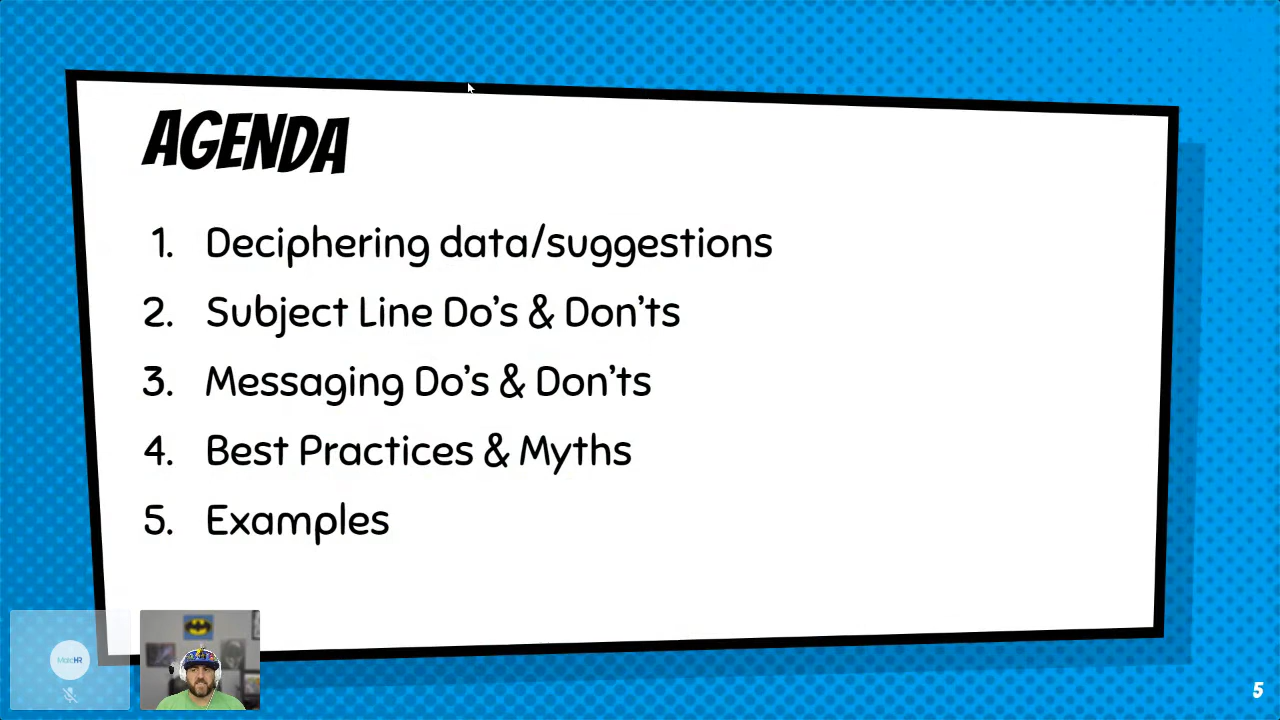 AGENDA
1. Deciphering data/suggestions
2. Subject Line Do’s & Don’ts
3. Messaging Do’s & Don’ts
4. Best Practices & Myths
5. Examples
5